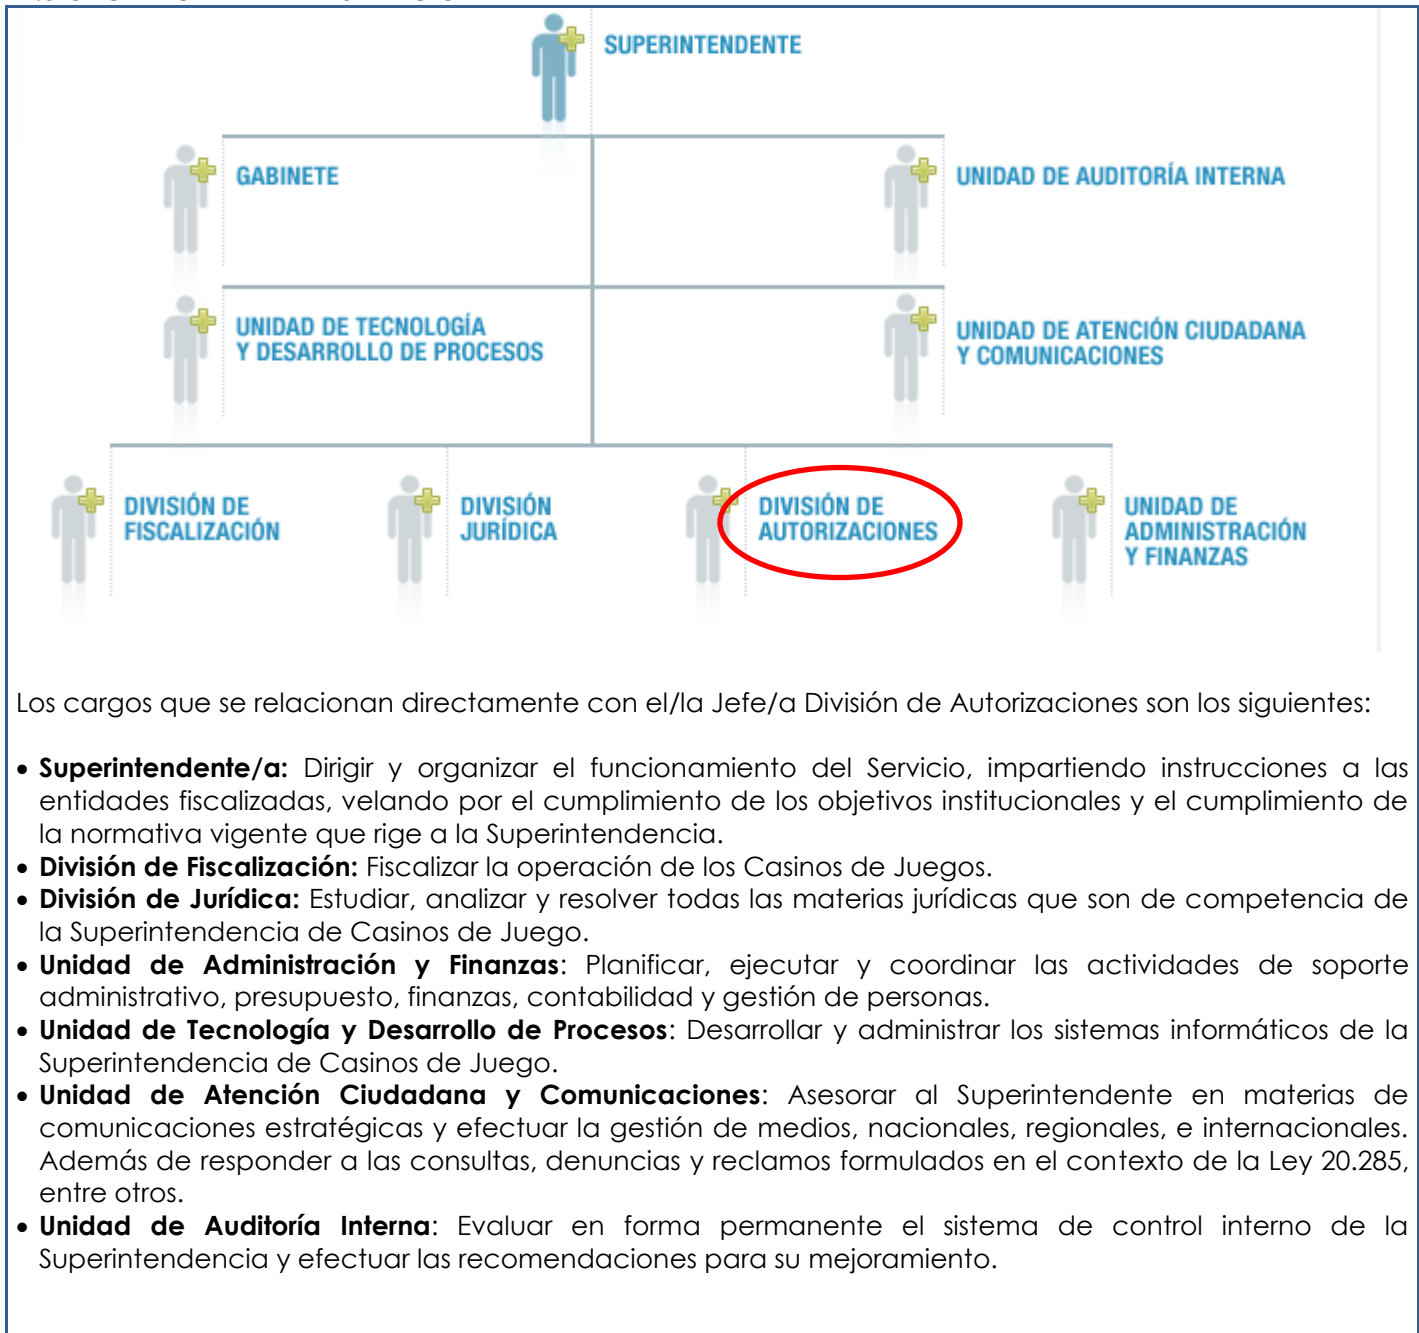 SUPERINTENDENTE
GABINETE
UNIDAD DE AUDITORÍA INTERNA
UNIDAD DE TECNOLOGÍA
Y DESARROLLO DE PROCESOS
UNIDAD DE ATENCIÓN CIUDADANA
Y COMUNICACIONES
DIVISIÓN DE
FISCALIZACIÓN
DIVISIÓN
JURÍDICA
DIVISIÓN DE
AUTORIZACIONES
UNIDAD DE
ADMINISTRACIÓN
Y FINANZAS
Los cargos que se relacionan directamente con el/la Jefe/a División de Autorizaciones son los siguientes:
• Superintendente/a: Dirigir y organizar el funcionamiento del Servicio, impartiendo instrucciones a las
entidades fiscalizadas, velando por el cumplimiento de los objetivos institucionales y el cumplimiento de
la normativa vigente que rige a la Superintendencia.
• División de Fiscalización: Fiscalizar la operación de los Casinos de Juegos.
• División de Jurídica: Estudiar, analizar y resolver todas las materias jurídicas que son de competencia de
la Superintendencia de Casinos de Juego.
• Unidad de Administración y Finanzas: Planificar, ejecutar y coordinar las actividades de soporte
administrativo, presupuesto, finanzas, contabilidad y gestión de personas.
• Unidad de Tecnología y Desarrollo de Procesos: Desarrollar y administrar los sistemas informáticos de la
Superintendencia de Casinos de Juego.
• Unidad de Atención Ciudadana y Comunicaciones: Asesorar al Superintendente en materias de
comunicaciones estratégicas y efectuar la gestión de medios, nacionales, regionales, e internacionales.
Además de responder a las consultas, denuncias y reclamos formulados en el contexto de la Ley 20.285,
entre otros.
• Unidad de Auditoría Interna: Evaluar en forma permanente el sistema de control interno de la
Superintendencia y efectuar las recomendaciones para su mejoramiento.